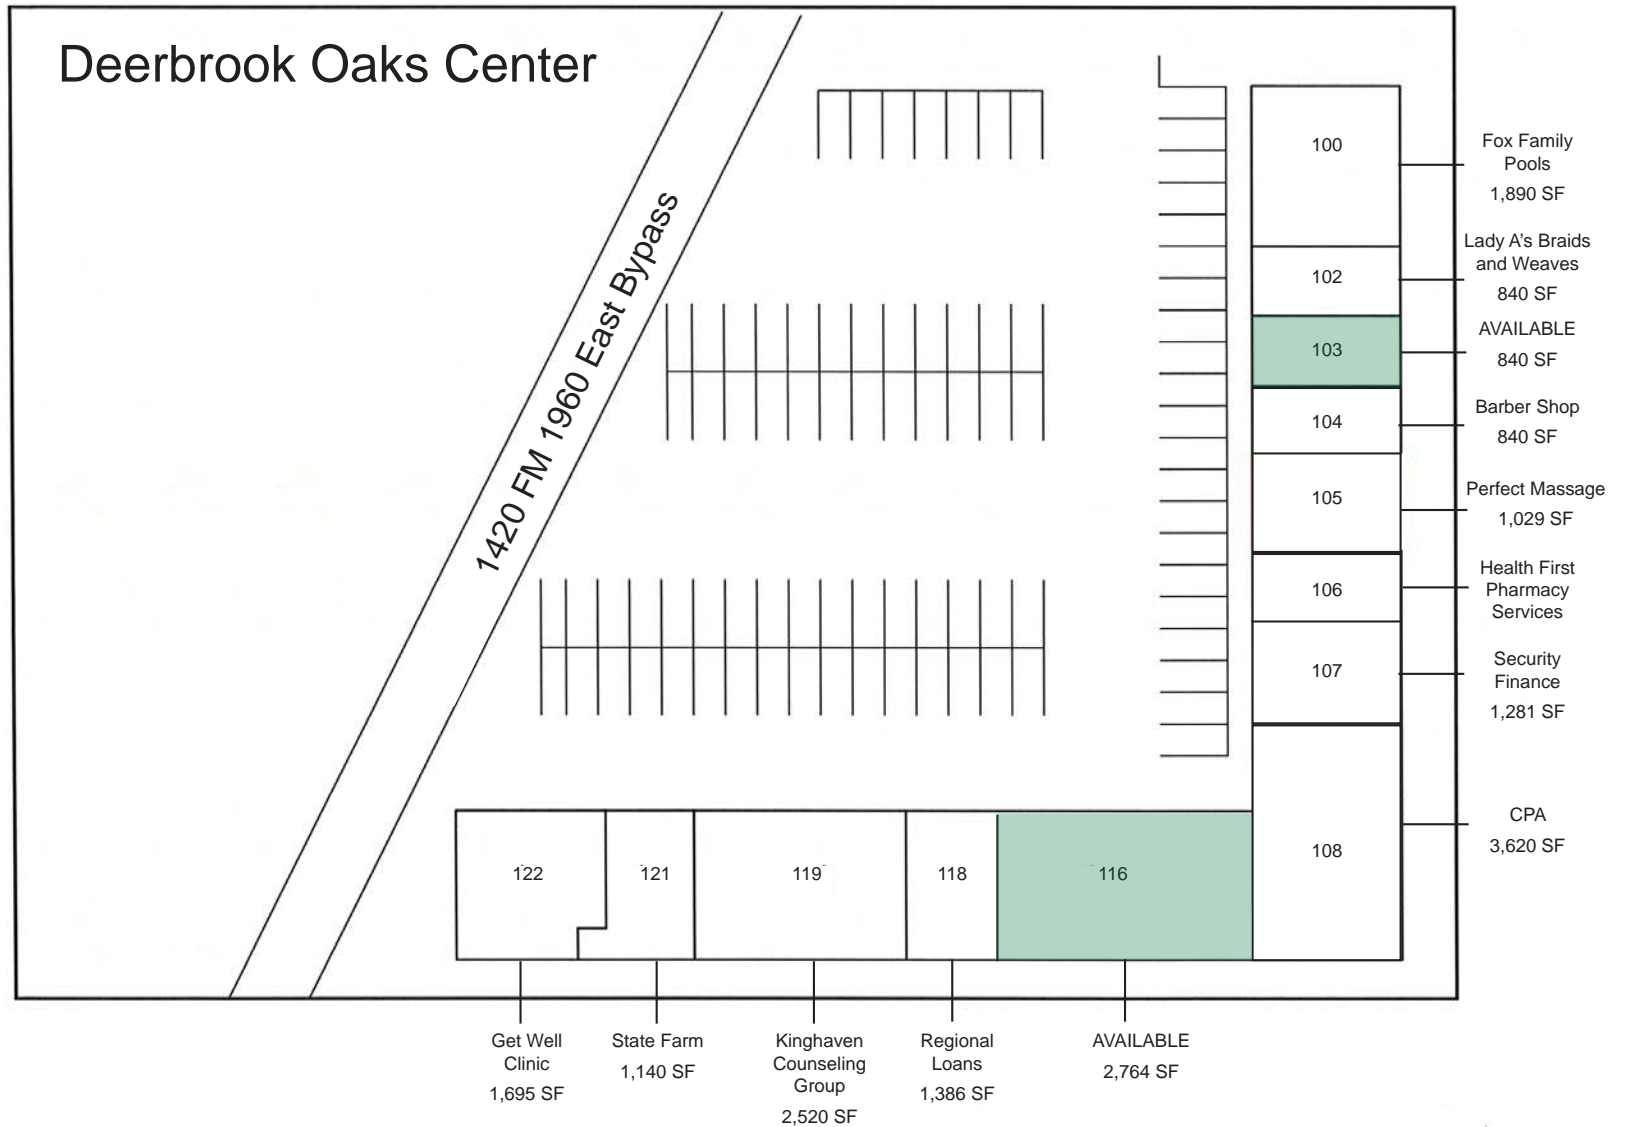 Deerbrook Oaks Center
1420 FM 1960 East Bypass
100
Fox Family
Pools
1,890 SF
102
Lady A's Braids
and Weaves
840 SF
103
AVAILABLE
840 SF
104
Barber Shop
840 SF
105
Perfect Massage
1,029 SF
106
Health First
Pharmacy
Services
107
Security
Finance
1,281 SF
108
CPA
3,620 SF
122
121
119
118
116
Get Well
Clinic
1,695 SF
State Farm
1,140 SF
Kinghaven
Counseling
Group
2,520 SF
Regional
Loans
1,386 SF
AVAILABLE
2,764 SF